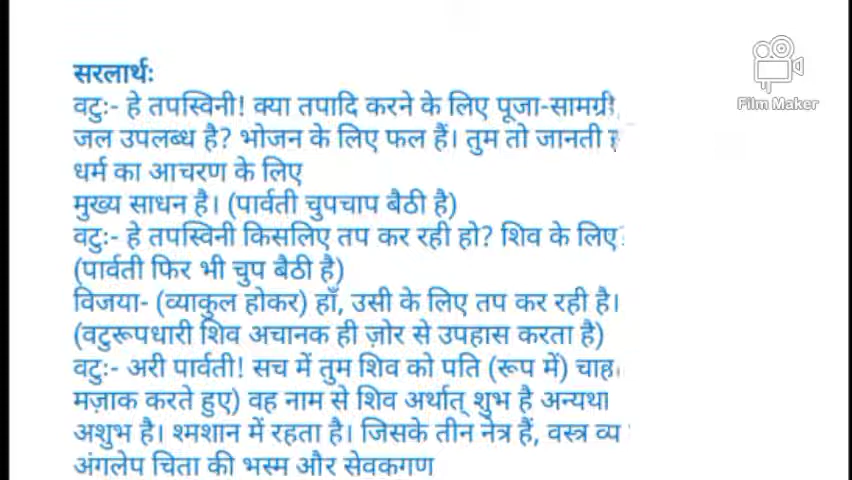 सरलार्थः
वटुः- हे तपस्विनी! क्या तपादि करने के लिए पूजा-सामग्री,
जल उपलब्ध है? भोजन के लिए फल हैं। तुम तो जानती
धर्म का आचरण के लिए
मुख्य साधन है। (पार्वती चुपचाप बैठी है)
वटुः- हे तपस्विनी किसलिए तप कर रही हो? शिव के लिए
(पार्वती फिर भी चुप बैठी है)
विजया- (व्याकुल होकर) हाँ, उसी के लिए तप कर रही है।
(वटुरूपधारी शिव अचानक ही ज़ोर से उपहास करता है)
वटुः- अरी पार्वती! सच में तुम शिव को पति (रूप में)
मज़ाक करते हुए) वह नाम से शिव अर्थात् शुभ है अन्यथा
अशुभ है। श्मशान में रहता है। जिसके तीन नेत्र हैं, वस्त्र
अंगलेप चिता की भस्म और सेवकगण
Film Maker